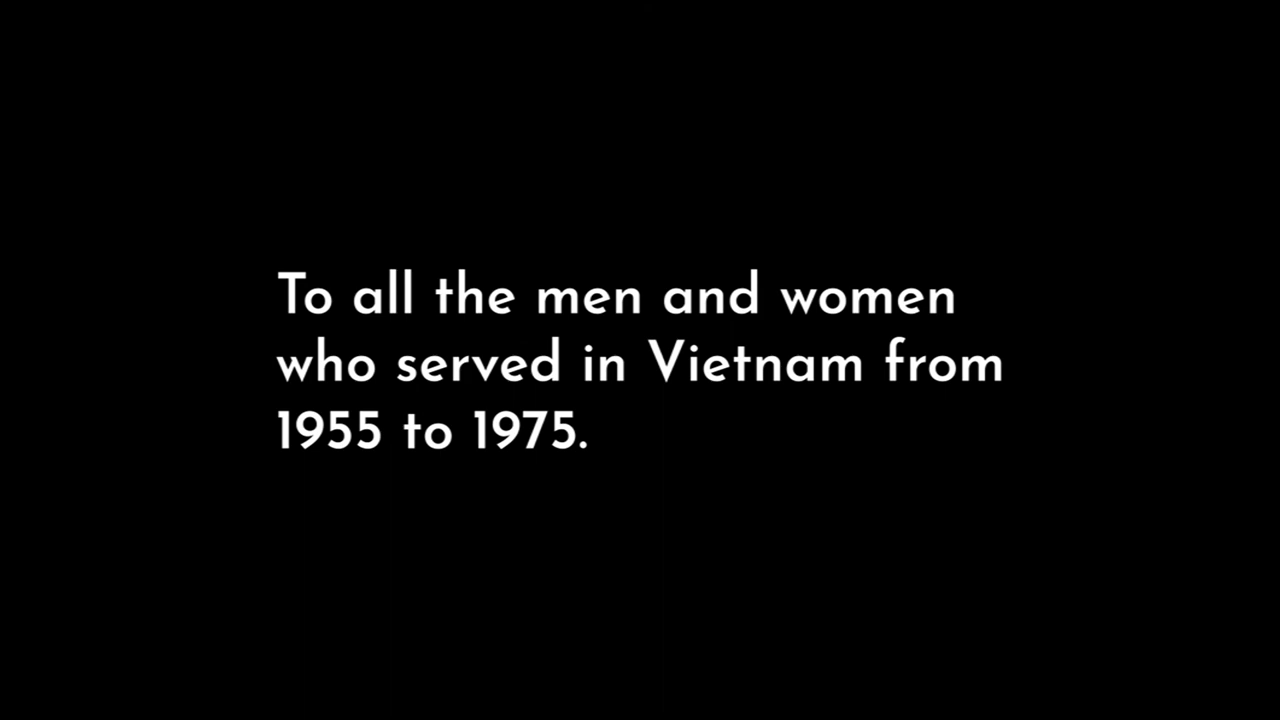 To all the men and women
who served in Vietnam from
1955 to 1975.